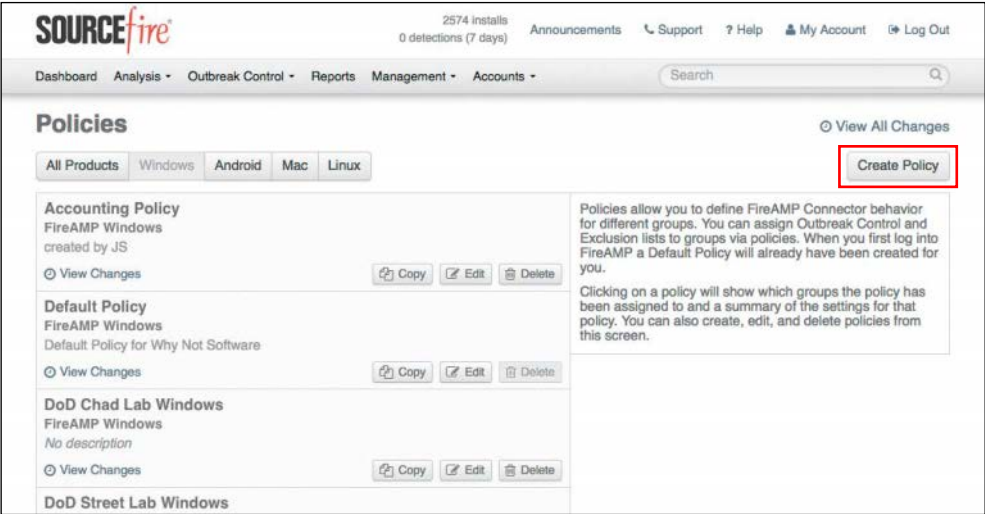 SOURCEfire
2574 installs
0 detections (7 days)
Announcements Support ? Help My Account Log Out
Dashboard Analysis Outbreak Control Reports Management Accounts Search
Policies
View All Changes
All Products Windows Android Mac Linux
Create Policy
Accounting Policy
FireAMP Windows
created by JS
View Changes Copy Edit Delete
Default Policy
FireAMP Windows
Default Policy for Why Not Software
View Changes Copy Edit Delete
DoD Chad Lab Windows
FireAMP Windows
No description
View Changes Copy Edit Delete
DoD Street Lab Windows
Policies allow you to define FireAMP Connector behavior
for different groups. You can assign Outbreak Control and
Exclusion lists to groups via policies. When you first log into
FireAMP a Default Policy will already have been created for
you.
Clicking on a policy will show which groups the policy has
been assigned to and a summary of the settings for that
policy. You can also create, edit, and delete policies from
this screen.